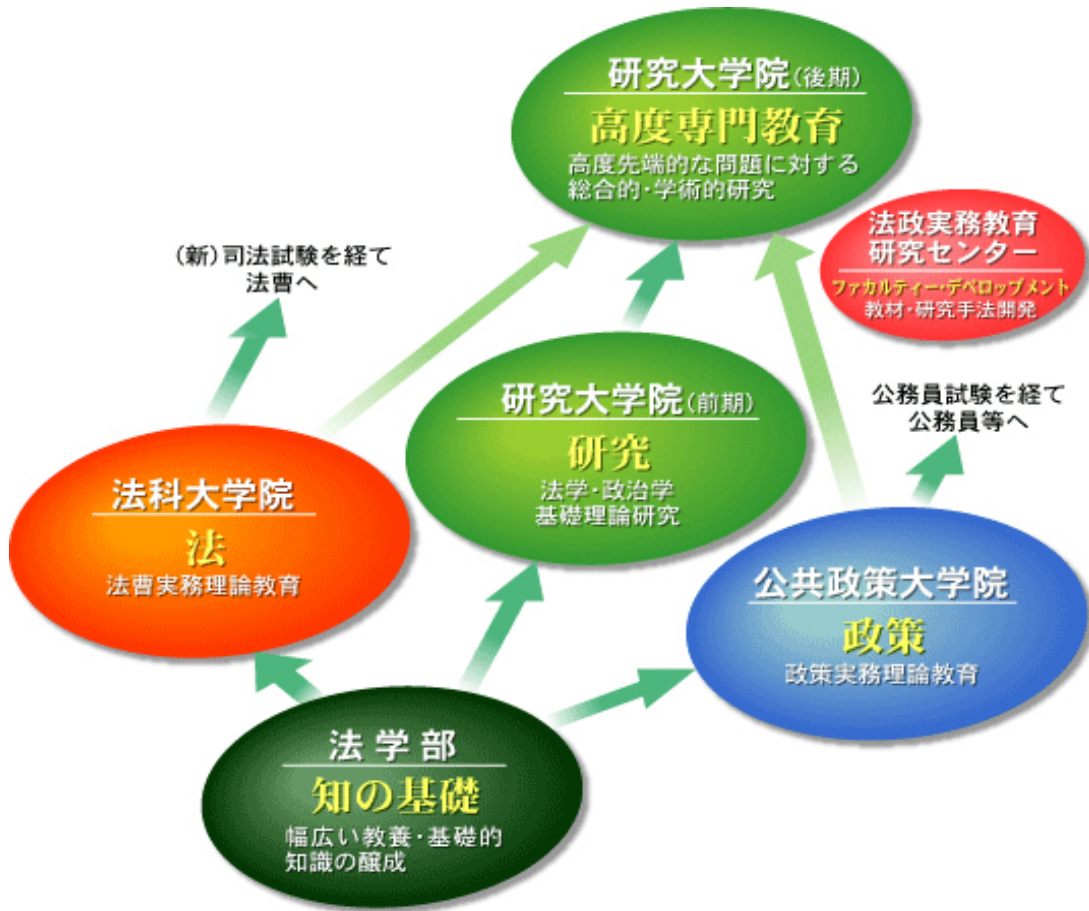 研究大学院(後期)
高度専門教育
高度先端的な問題に対する
総合的・学術的研究
法政実務教育
研究センター
ファカルティー・デベロップメント
教材・研究手法開発
(新)司法試験を経て
法曹へ
研究大学院(前期)
研究
法学・政治学
基礎理論研究
公務員試験を経て
公務員等へ
法科大学院
法
法曹実務理論教育
公共政策大学院
政策
政策実務理論教育
法学部
知の基礎
幅広い教養・基礎的
知識の醸成